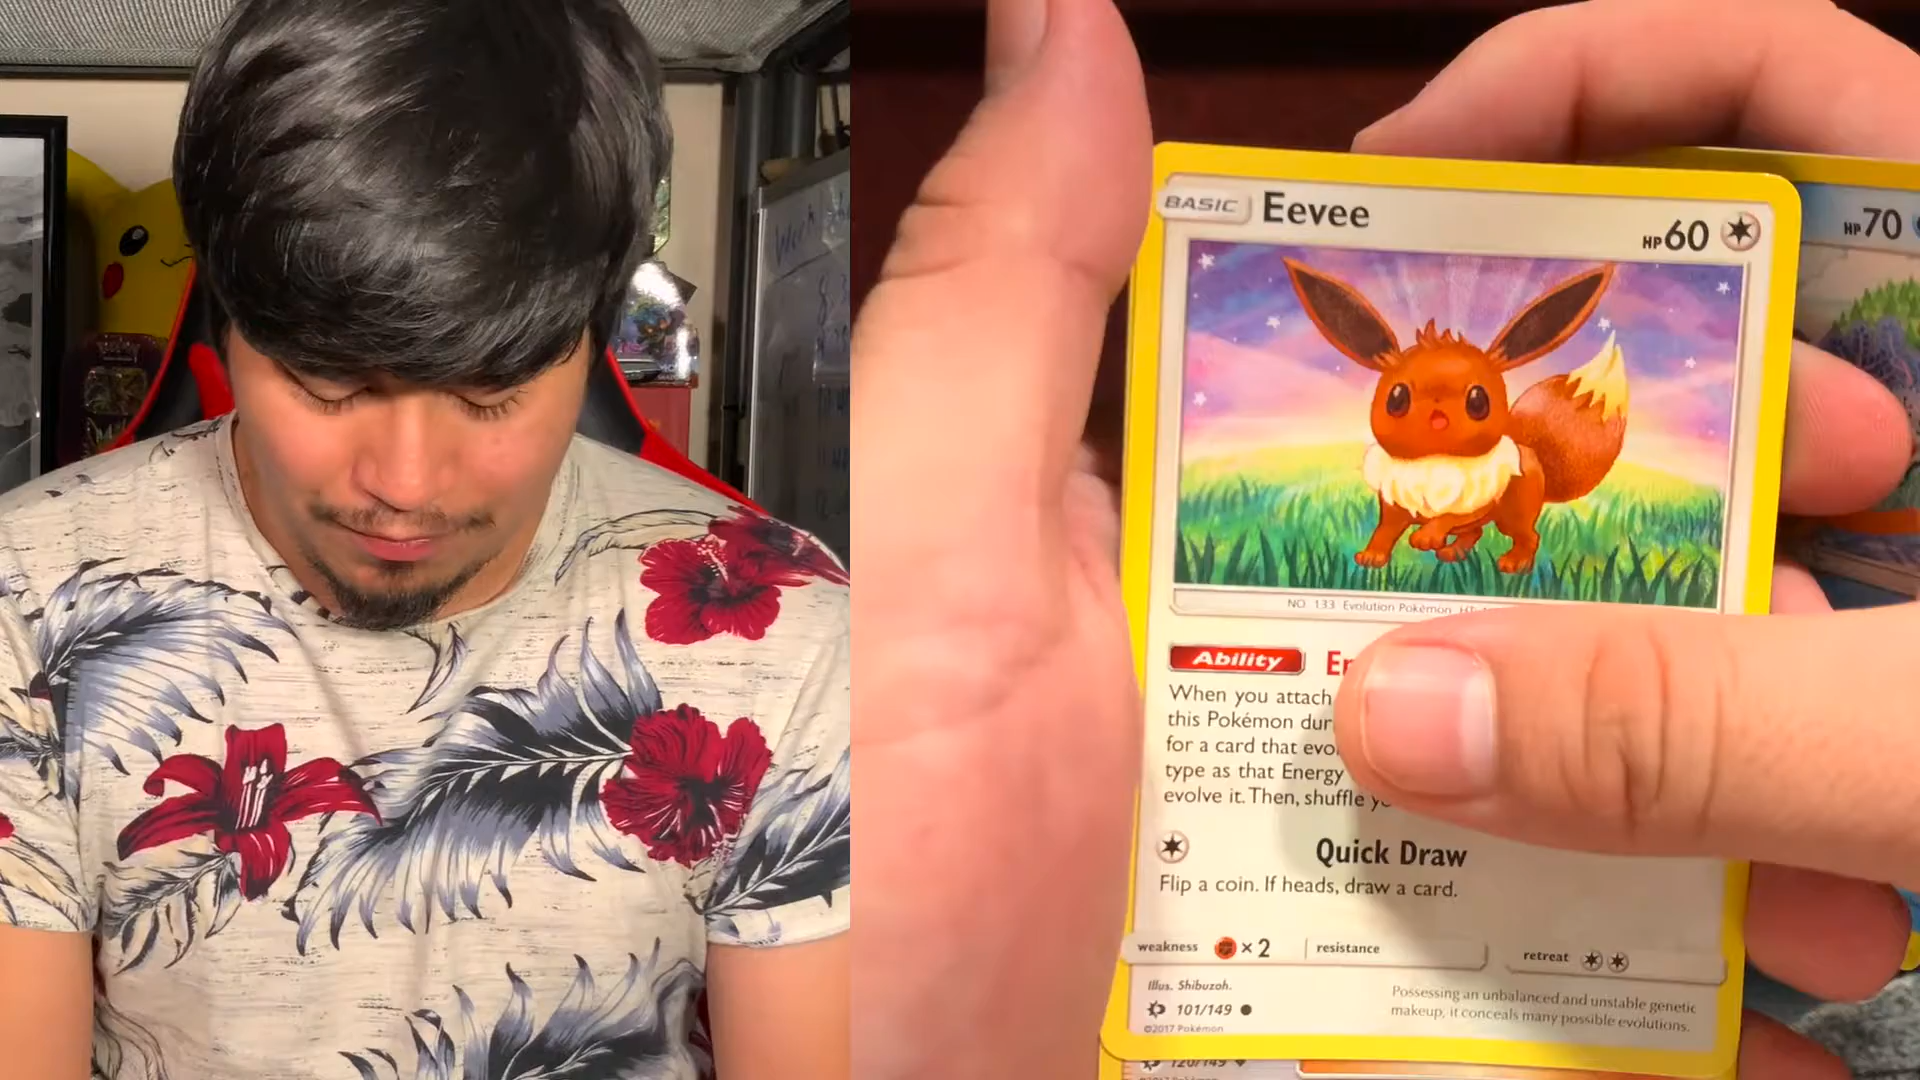 Work
BASIC Eevee HP60
HP70
NO. 133 Evolution Pokémon
Ability
When you attach
this Pokémon dur
for a card that evo
type as that Energy
evolve it. Then, shuffle
Quick Draw
Flip a coin. If heads, draw a card.
weakness ×2 resistance retreat
Illus. Shibuzoh.
101/149
©2017 Pokémon
Possessing an unbalanced and unstable genetic
makeup, it conceals many possible evolutions.
120/149